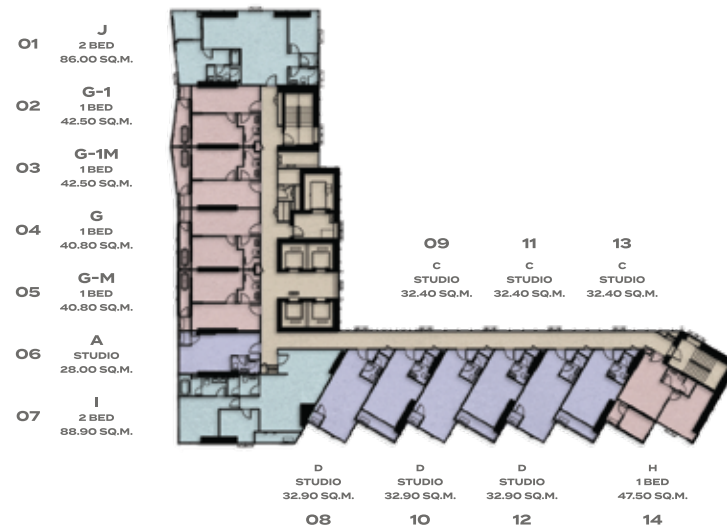 01
J
2 BED
86.00 SQ.M.
02
G-1
1 BED
42.50 SQ.M.
03
G-1M
1 BED
42.50 SQ.M.
04
G
1 BED
40.80 SQ.M.
05
G-M
1 BED
40.80 SQ.M.
06
A
STUDIO
28.00 SQ.M.
07
I
2 BED
88.90 SQ.M.
09 11 13
C C C
STUDIO STUDIO STUDIO
32.40 SQ.M. 32.40 SQ.M. 32.40 SQ.M.
D D D H
STUDIO STUDIO STUDIO 1 BED
32.90 SQ.M. 32.90 SQ.M. 32.90 SQ.M. 47.50 SQ.M.
08 10 12 14